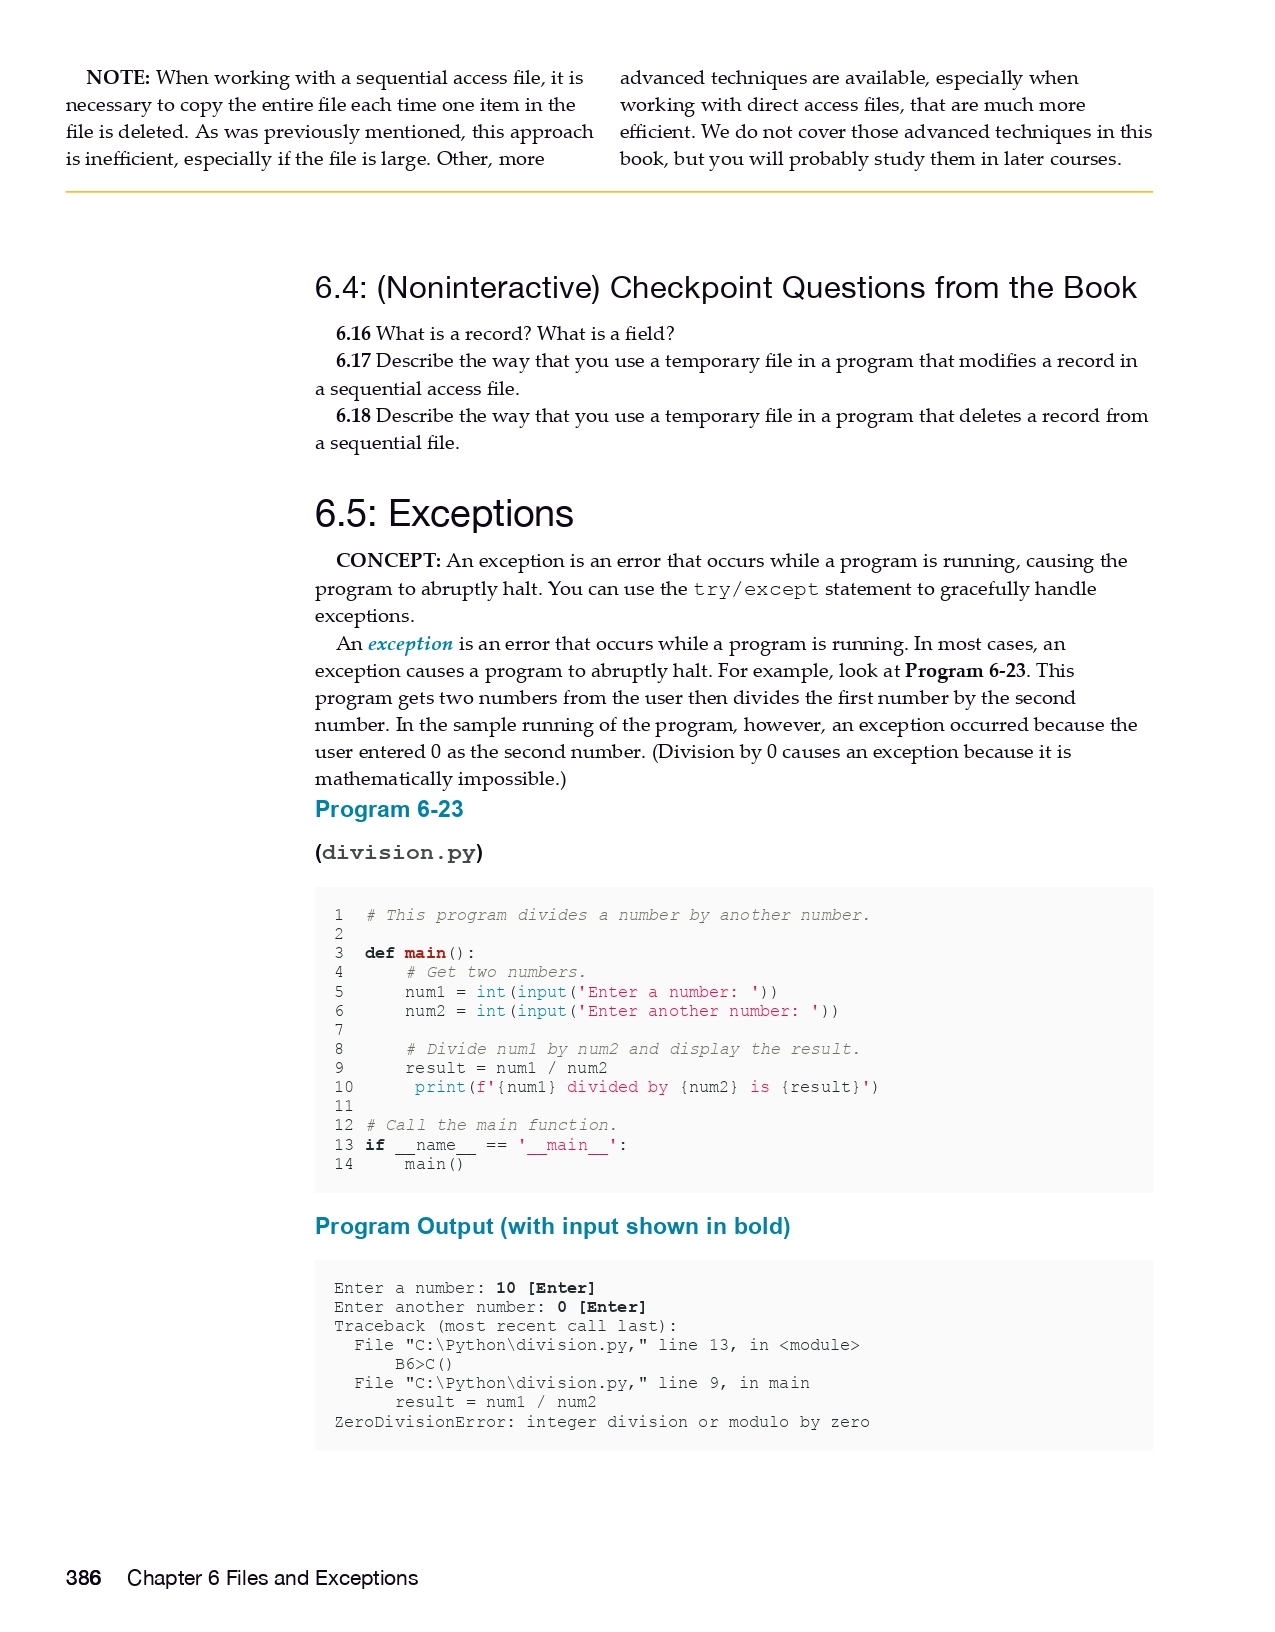 NOTE: When working with a sequential access file, it is
necessary to copy the entire file each time one item in the
file is deleted. As was previously mentioned, this approach
is inefficient, especially if the file is large. Other, more
advanced techniques are available, especially when
working with direct access files, that are much more
efficient. We do not cover those advanced techniques in this
book, but you will probably study them in later courses.
6.4: (Noninteractive) Checkpoint Questions from the Book
6.16 What is a record? What is a field?
6.17 Describe the way that you use a temporary file in a program that modifies a record in
a sequential access file.
6.18 Describe the way that you use a temporary file in a program that deletes a record from
a sequential file.
6.5: Exceptions
CONCEPT: An exception is an error that occurs while a program is running, causing the
program to abruptly halt. You can use the try/except statement to gracefully handle
exceptions.
An exception is an error that occurs while a program is running. In most cases, an
exception causes a program to abruptly halt. For example, look at Program 6-23. This
program gets two numbers from the user then divides the first number by the second
number. In the sample running of the program, however, an exception occurred because the
user entered 0 as the second number. (Division by 0 causes an exception because it is
mathematically impossible.)
Program 6-23
(division.py)
1 # This program divides a number by another number.
2
3 def main():
4     # Get two numbers.
5     num1 = int(input('Enter a number: '))
6     num2 = int(input('Enter another number: '))
7
8     # Divide num1 by num2 and display the result.
9     result = num1 / num2
10     print(f'{num1} divided by {num2} is {result}')
11
12 # Call the main function.
13 if __name__ == '__main__':
14     main()
Program Output (with input shown in bold)
Enter a number: 10 [Enter]
Enter another number: 0 [Enter]
Traceback (most recent call last):
  File "C:\Python\division.py," line 13, in <module>
      B6>C()
  File "C:\Python\division.py," line 9, in main
      result = num1 / num2
ZeroDivisionError: integer division or modulo by zero
386 Chapter 6 Files and Exceptions